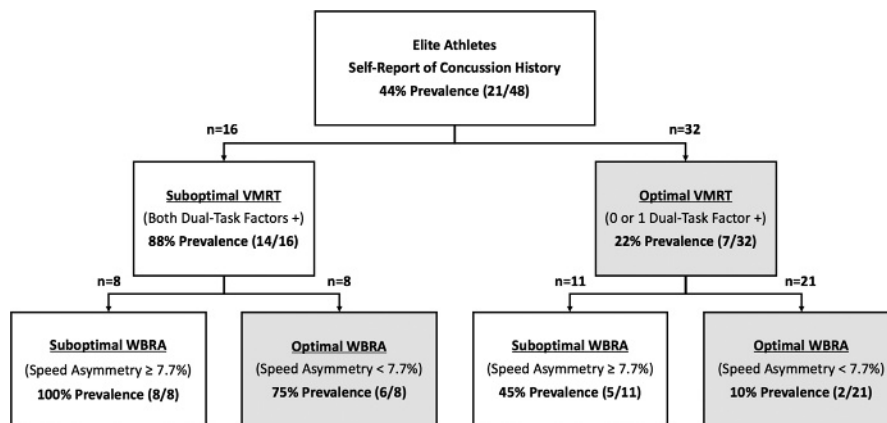 Elite Athletes
Self-Report of Concussion History
44% Prevalence (21/48)
n=16
n=32
Suboptimal VMRT
(Both Dual-Task Factors +)
88% Prevalence (14/16)
Optimal VMRT
(0 or 1 Dual-Task Factor +)
22% Prevalence (7/32)
n=8
n=8
n=11
n=21
Suboptimal WBRA
(Speed Asymmetry ≥ 7.7%)
100% Prevalence (8/8)
Optimal WBRA
(Speed Asymmetry < 7.7%)
75% Prevalence (6/8)
Suboptimal WBRA
(Speed Asymmetry ≥ 7.7%)
45% Prevalence (5/11)
Optimal WBRA
(Speed Asymmetry < 7.7%)
10% Prevalence (2/21)